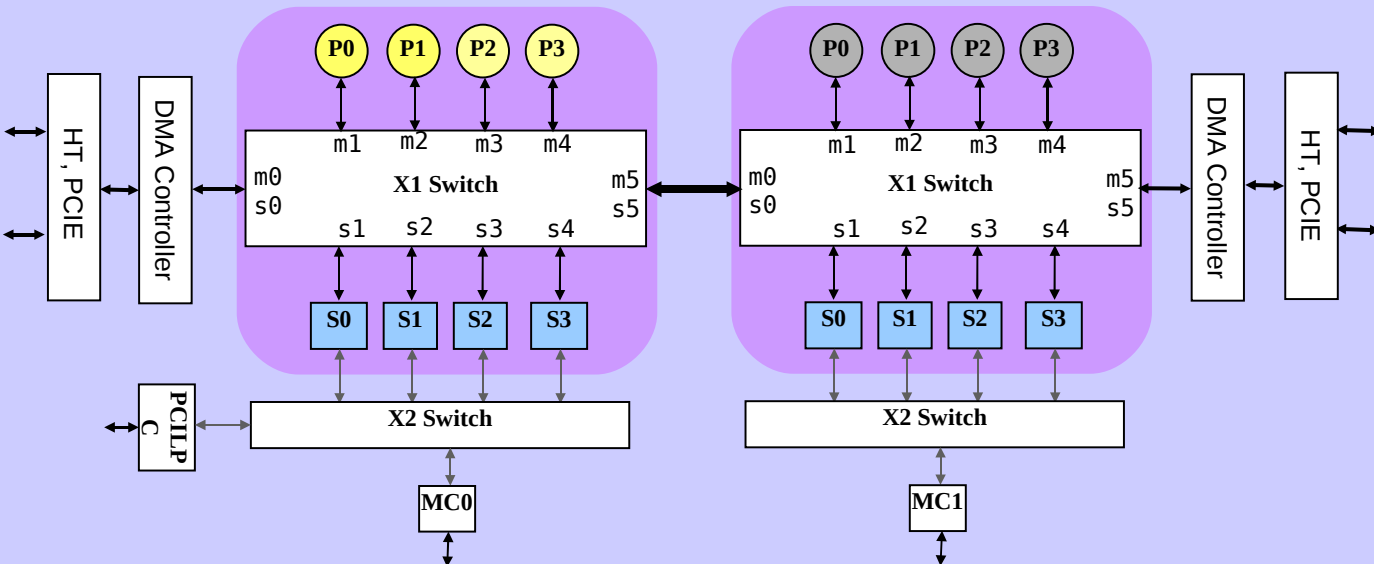 P0 P1 P2 P3
P0 P1 P2 P3
HT, PCIE
DMA Controller
m1 m2 m3 m4
m0
s0
X1 Switch
m5
s5
s1 s2 s3 s4
m1 m2 m3 m4
m0
s0
X1 Switch
m5
s5
s1 s2 s3 s4
DMA Controller
HT, PCIE
S0 S1 S2 S3
S0 S1 S2 S3
PCILP
C
X2 Switch
X2 Switch
MC0
MC1